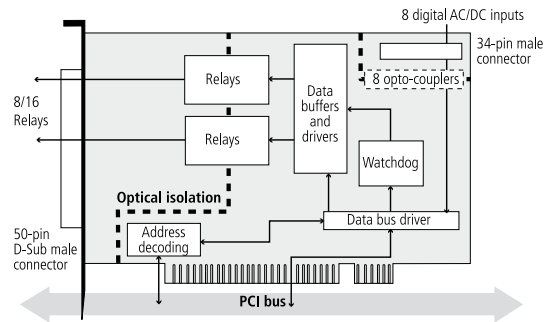 8 digital AC/DC inputs
34-pin male
connector
8 opto-couplers
Relays
Data
buffers
and
drivers
8/16
Relays
Relays
Watchdog
Optical isolation
Data bus driver
Address
decoding
50-pin
D-Sub male
connector
PCI bus